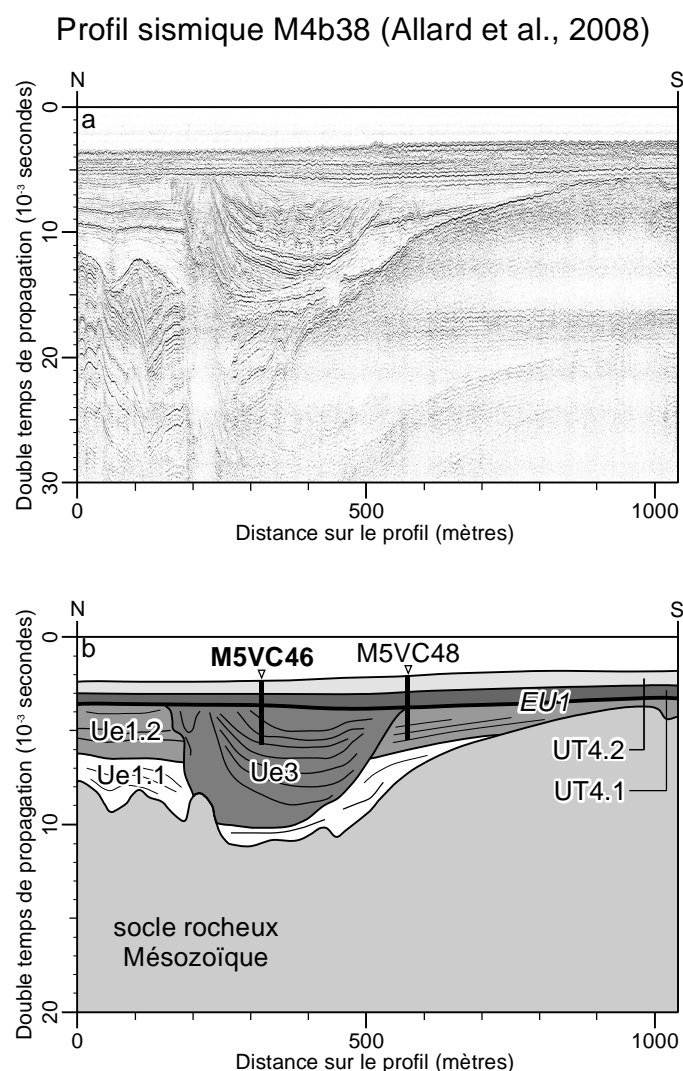 Profil sismique M4b38 (Allard et al., 2008)
N
S
a
Double temps de propagation (10⁻³ secondes)
0
10
20
30
0
500
1000
Distance sur le profil (mètres)
N
S
b
M5VC46
M5VC48
EU1
Ue1.2
Ue1.1
Ue3
UT4.2
UT4.1
socle rocheux
Mésozoïque
Double temps de propagation (10⁻³ secondes)
0
10
20
0
500
1000
Distance sur le profil (mètres)